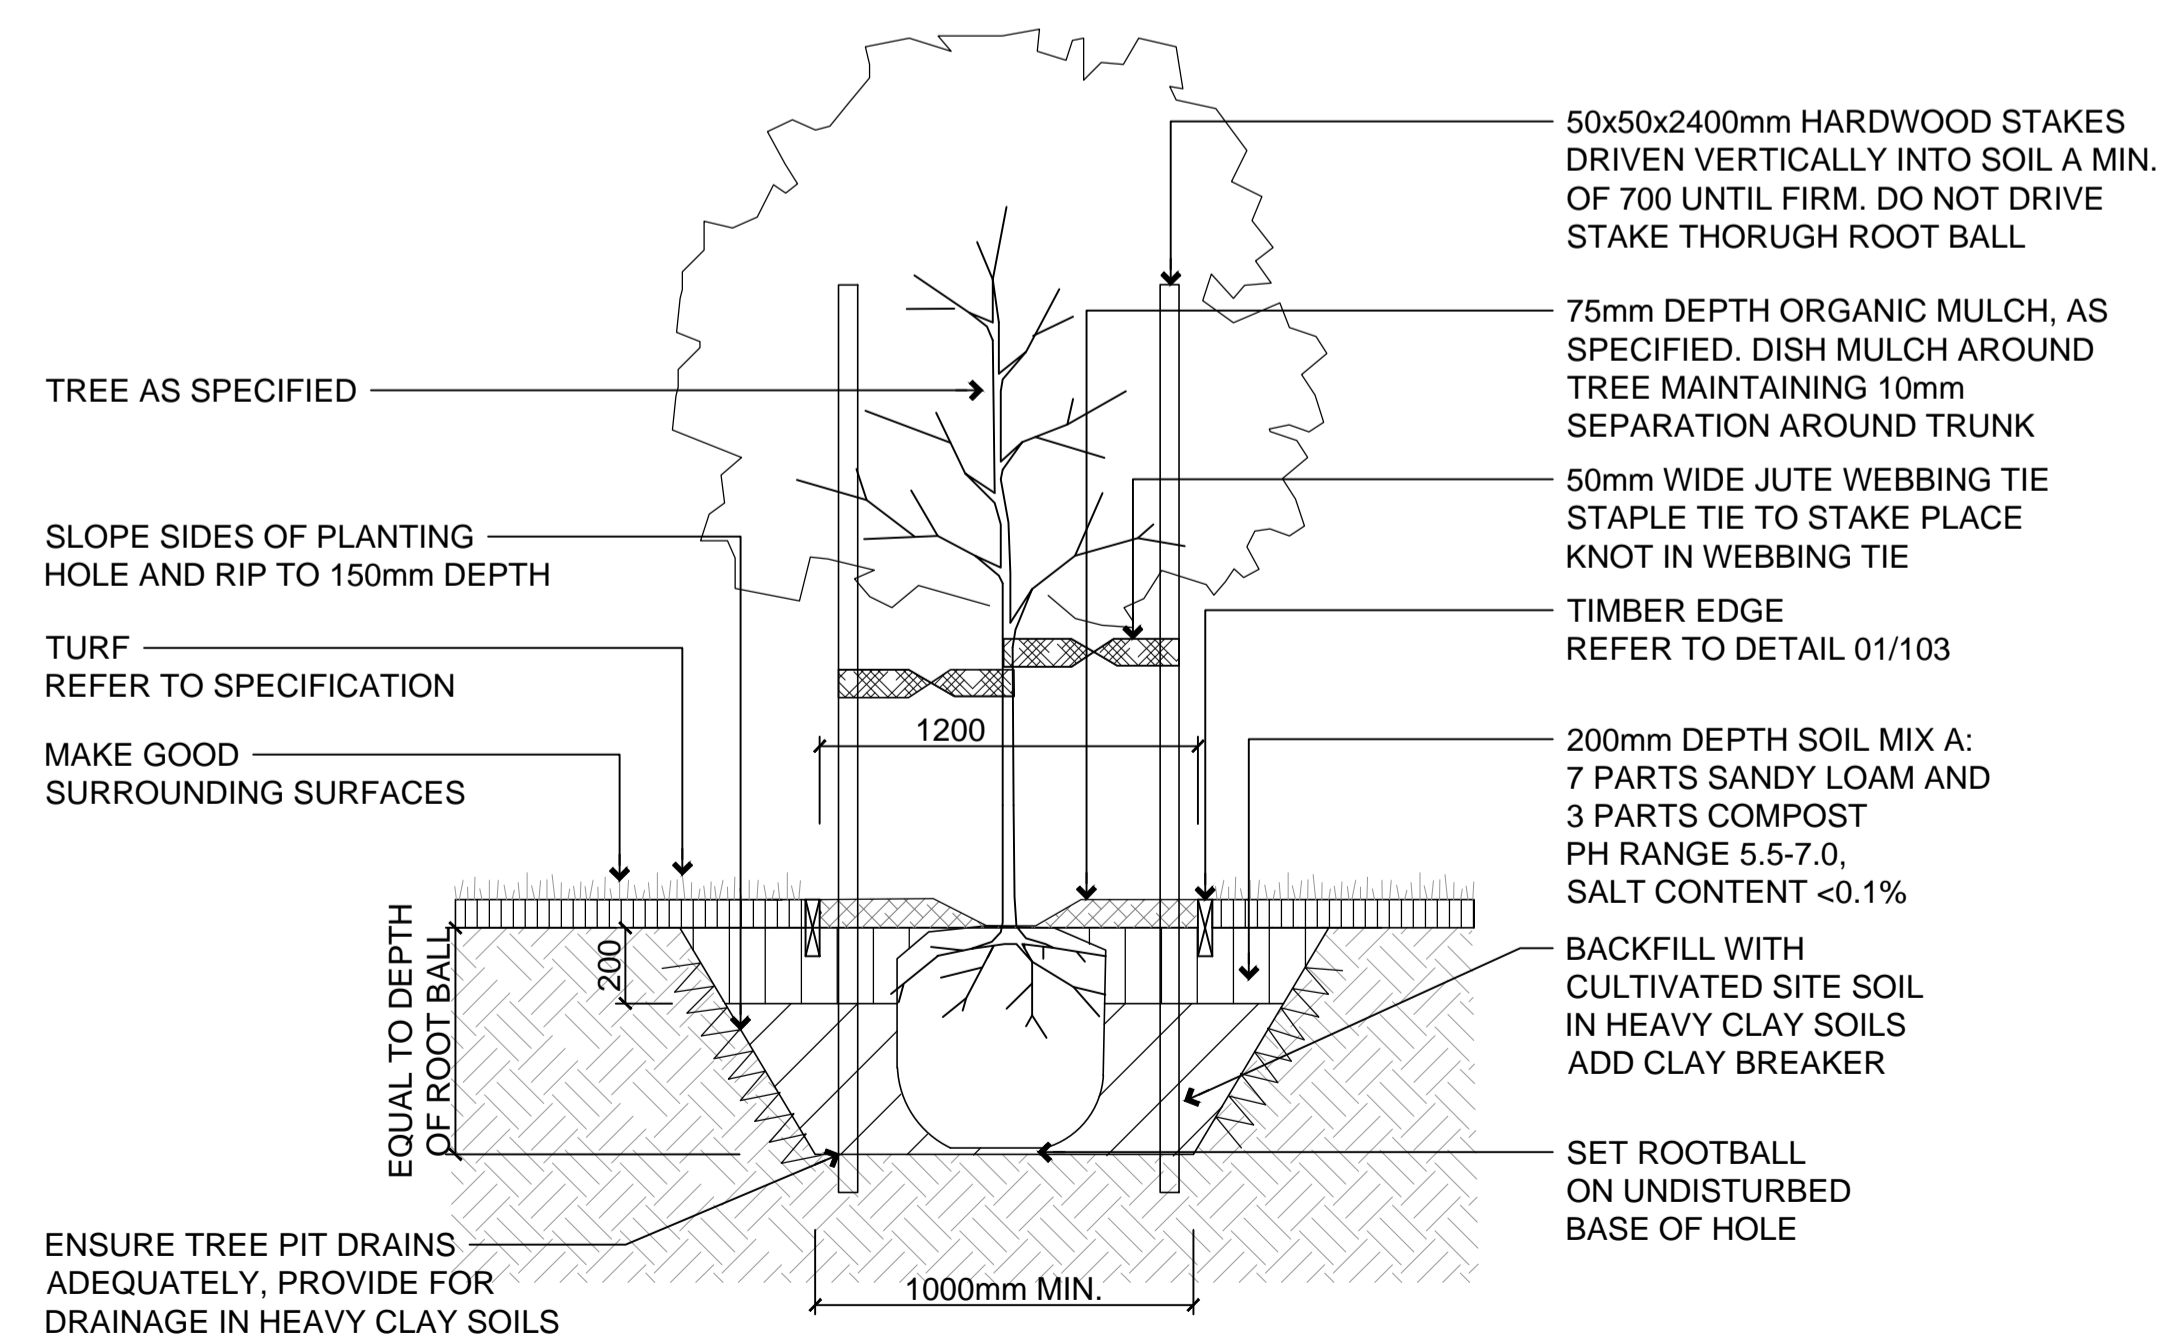 TREE AS SPECIFIED
SLOPE SIDES OF PLANTING
HOLE AND RIP TO 150mm DEPTH
TURF
REFER TO SPECIFICATION
MAKE GOOD
SURROUNDING SURFACES
EQUAL TO DEPTH
OF ROOT BALL
200
ENSURE TREE PIT DRAINS
ADEQUATELY, PROVIDE FOR
DRAINAGE IN HEAVY CLAY SOILS
1200
1000mm MIN.
50x50x2400mm HARDWOOD STAKES
DRIVEN VERTICALLY INTO SOIL A MIN.
OF 700 UNTIL FIRM. DO NOT DRIVE
STAKE THORUGH ROOT BALL
75mm DEPTH ORGANIC MULCH, AS
SPECIFIED. DISH MULCH AROUND
TREE MAINTAINING 10mm
SEPARATION AROUND TRUNK
50mm WIDE JUTE WEBBING TIE
STAPLE TIE TO STAKE PLACE
KNOT IN WEBBING TIE
TIMBER EDGE
REFER TO DETAIL 01/103
200mm DEPTH SOIL MIX A:
7 PARTS SANDY LOAM AND
3 PARTS COMPOST
PH RANGE 5.5-7.0,
SALT CONTENT <0.1%
BACKFILL WITH
CULTIVATED SITE SOIL
IN HEAVY CLAY SOILS
ADD CLAY BREAKER
SET ROOTBALL
ON UNDISTURBED
BASE OF HOLE